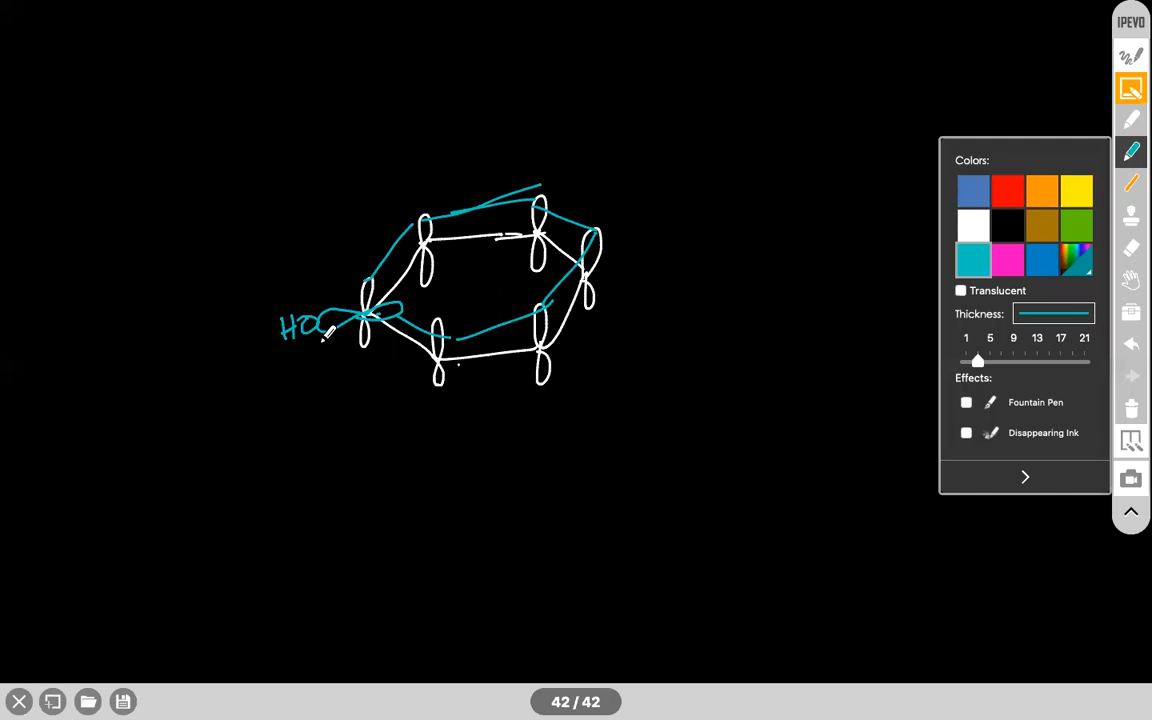 IPEVO
Colors:
Translucent
Thickness:
1 5 9 13 17 21
Effects:
Fountain Pen
Disappearing Ink
HO
42 / 42